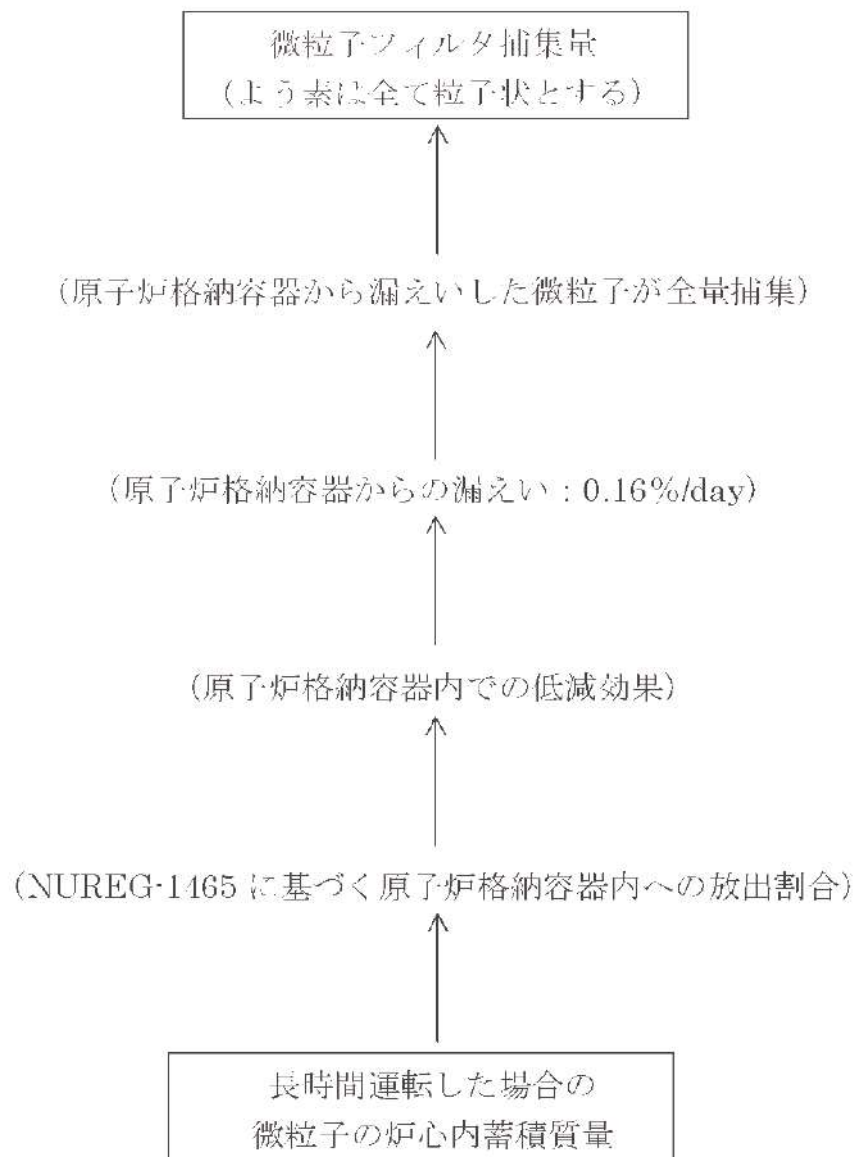 微粒子フィルタ捕集量
(よう素は全て粒子状とする)
(原子炉格納容器から漏えいした微粒子が全量捕集)
(原子炉格納容器からの漏えい：0.16%/day)
(原子炉格納容器内での低減効果)
(NUREG-1465 に基づく原子炉格納容器内への放出割合)
長時間運転した場合の
微粒子の炉心内蓄積質量